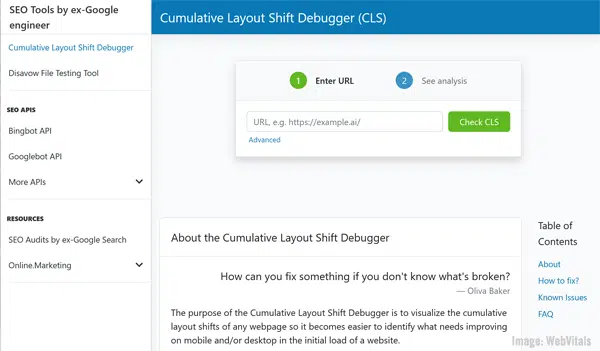 SEO Tools by ex-Google
engineer
Cumulative Layout Shift Debugger
Disavow File Testing Tool
SEO APIS
Bingbot API
Googlebot API
More APIs
RESOURCES
SEO Audits by ex-Google Search
Online.Marketing
Cumulative Layout Shift Debugger (CLS)
1 Enter URL
2 See analysis
URL, e.g. https://example.ai/
Check CLS
Advanced
About the Cumulative Layout Shift Debugger
How can you fix something if you don't know what's broken?
— Oliva Baker
The purpose of the Cumulative Layout Shift Debugger is to visualize the
cumulative layout shifts of any webpage so it becomes easier to identify what needs improving
on mobile and/or desktop in the initial load of a website.
Table of
Contents
About
How to fix?
Known Issues
FAQ
Image: WebVitals